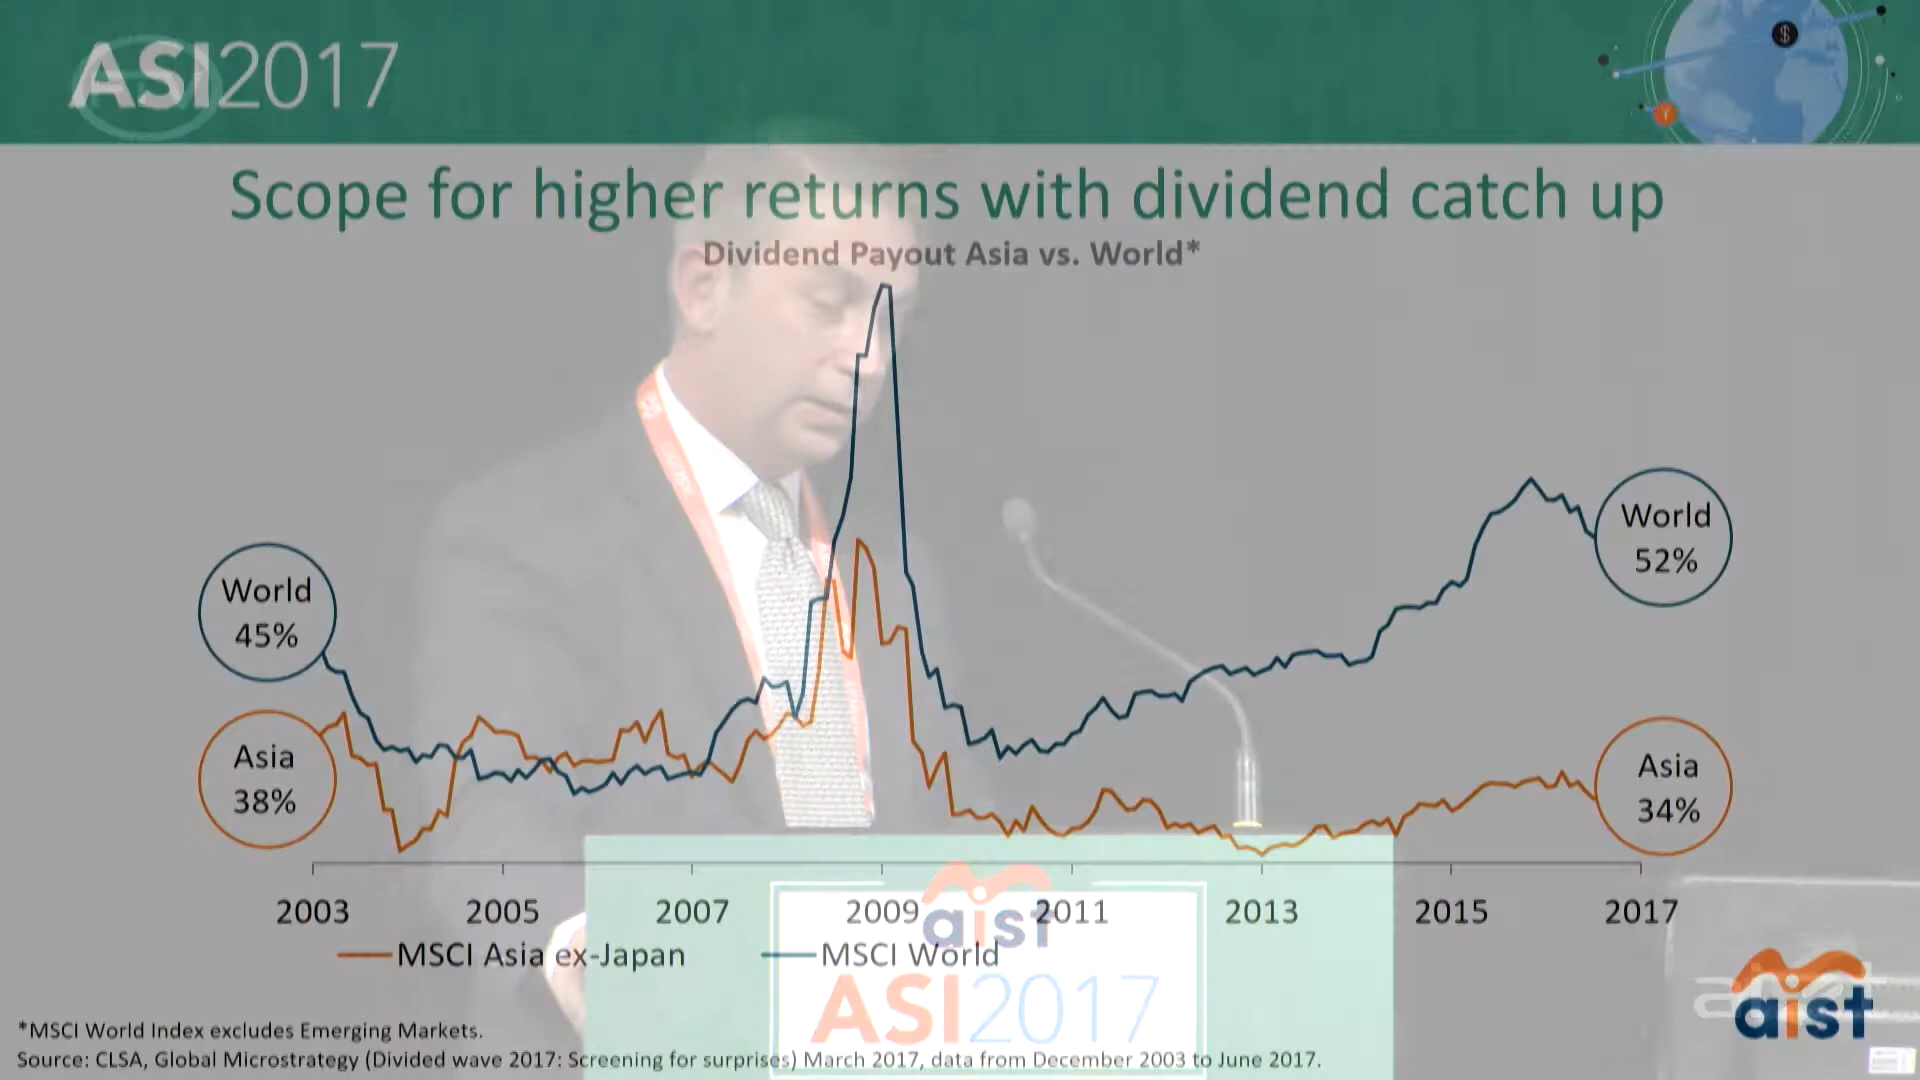 ASI2017
$
Y
Scope for higher returns with dividend catch up
Dividend Payout Asia vs. World*
World
45%
World
52%
Asia
38%
Asia
34%
2003 2005 2007 2009 2011 2013 2015 2017
MSCI Asia ex-Japan MSCI World
aist
ASI2017
aist
*MSCI World Index excludes Emerging Markets.
Source: CLSA, Global Microstrategy (Divided wave 2017: Screening for surprises) March 2017, data from December 2003 to June 2017.